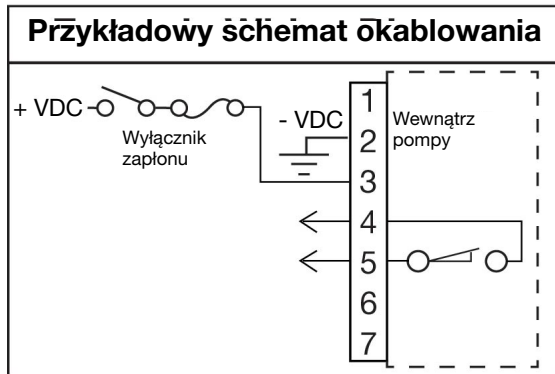 Przykładowy schemat okablowania
+ VDC
Wyłącznik
zapłonu
- VDC
Wewnątrz
pompy
1
2
3
4
5
6
7